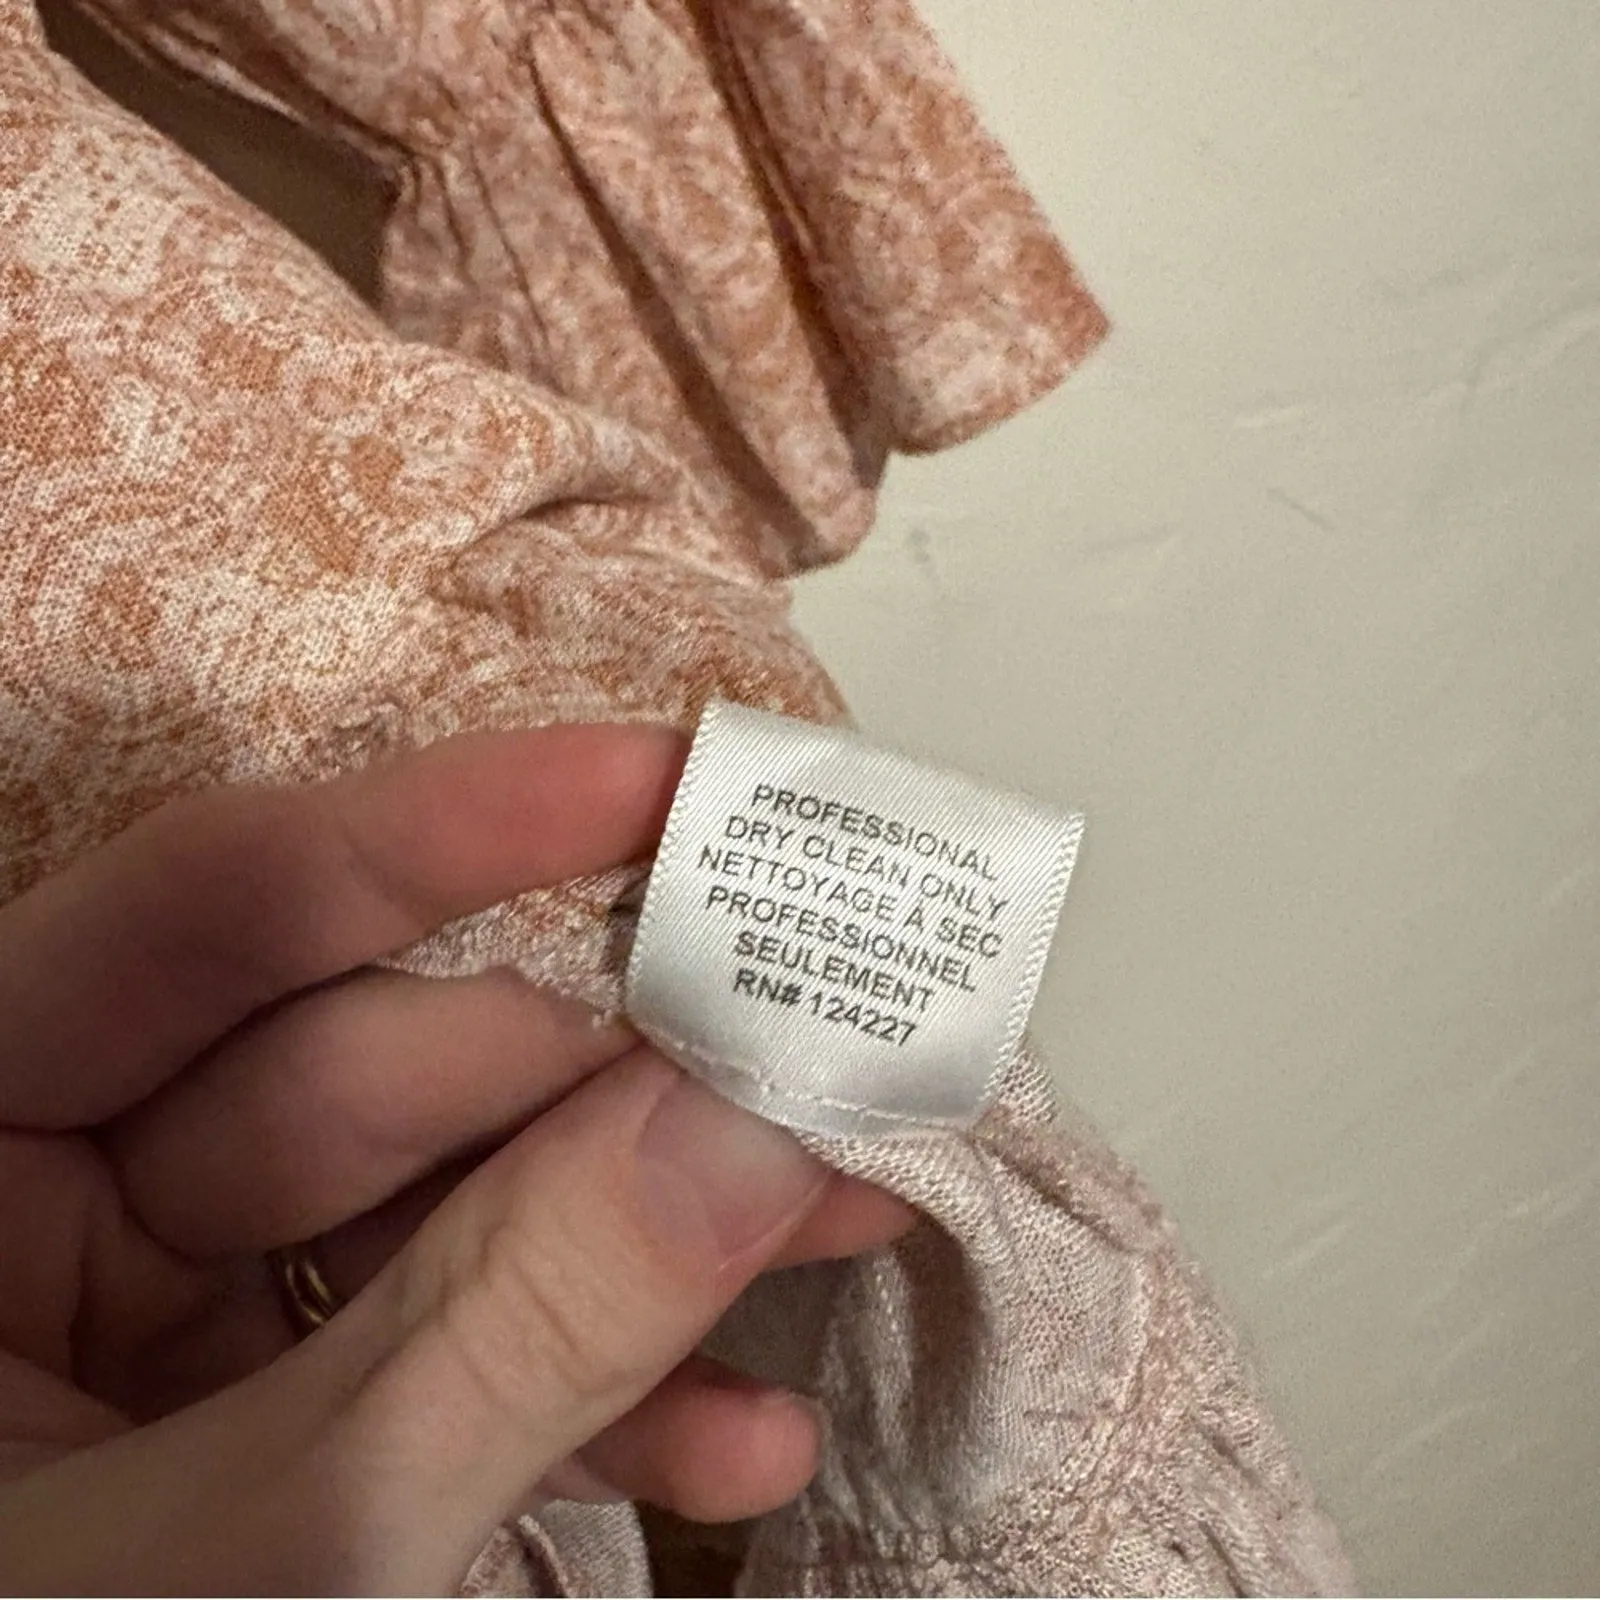 PROFESSIONAL
DRY CLEAN ONLY
NETTOYAGE À SEC
PROFESSIONNEL
SEULEMENT
RN# 124227